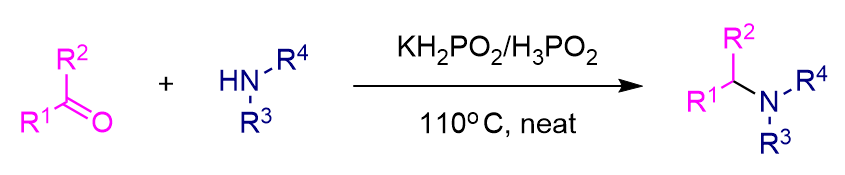 R² O R¹
+
HN R⁴ R³
KH₂PO₂/H₃PO₂
110°C, neat
R² R¹ N R⁴ R³